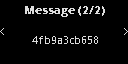 Message (2/2)
< 4fb9a3cb658 >